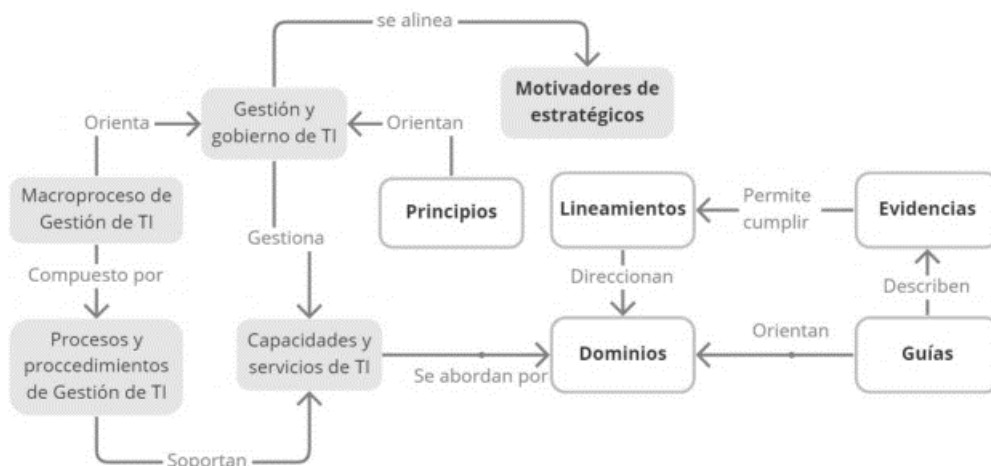 se alinea
Motivadores de
estratégicos
Gestión y
gobierno de TI
Orienta
Orientan
Macroproceso de
Gestión de TI
Principios
Lineamientos
Permite
cumplir
Evidencias
Gestiona
Compuesto por
Direccionan
Describen
Procesos y
proccedimientos
de Gestión de TI
Capacidades y
servicios de TI
Se abordan por
Dominios
Orientan
Guías
Soportan